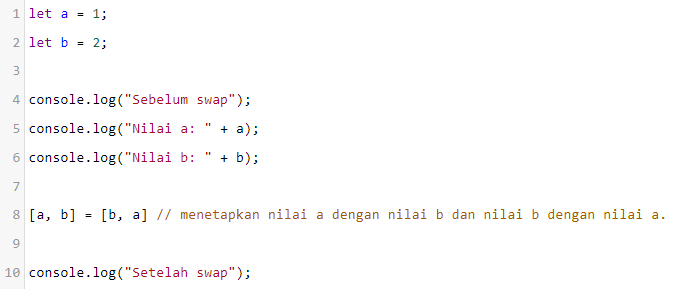 1 let a = 1;
2 let b = 2;
3
4 console.log("Sebelum swap");
5 console.log("Nilai a: " + a);
6 console.log("Nilai b: " + b);
7
8 [a, b] = [b, a] // menetapkan nilai a dengan nilai b dan nilai b dengan nilai a.
9
10 console.log("Setelah swap");